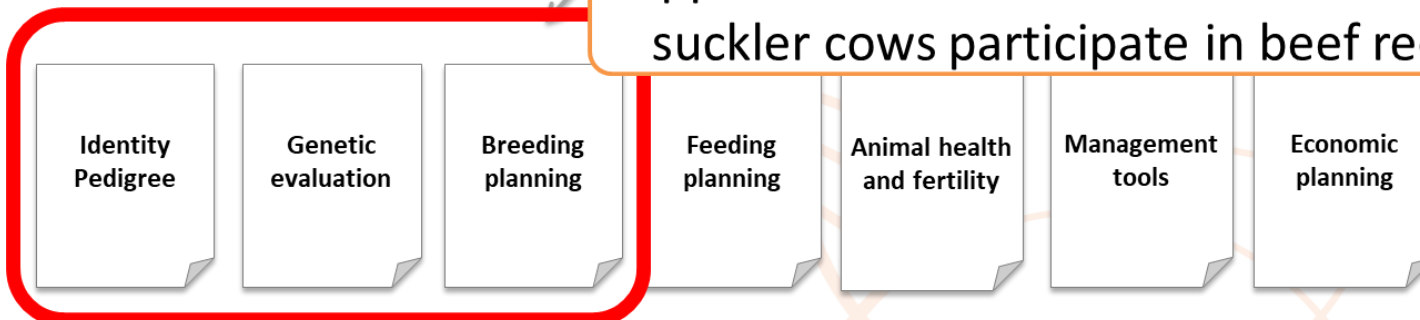 suckler cows participate in beef
Identity
Pedigree
Genetic
evaluation
Breeding
planning
Feeding
planning
Animal health
and fertility
Management
tools
Economic
planning